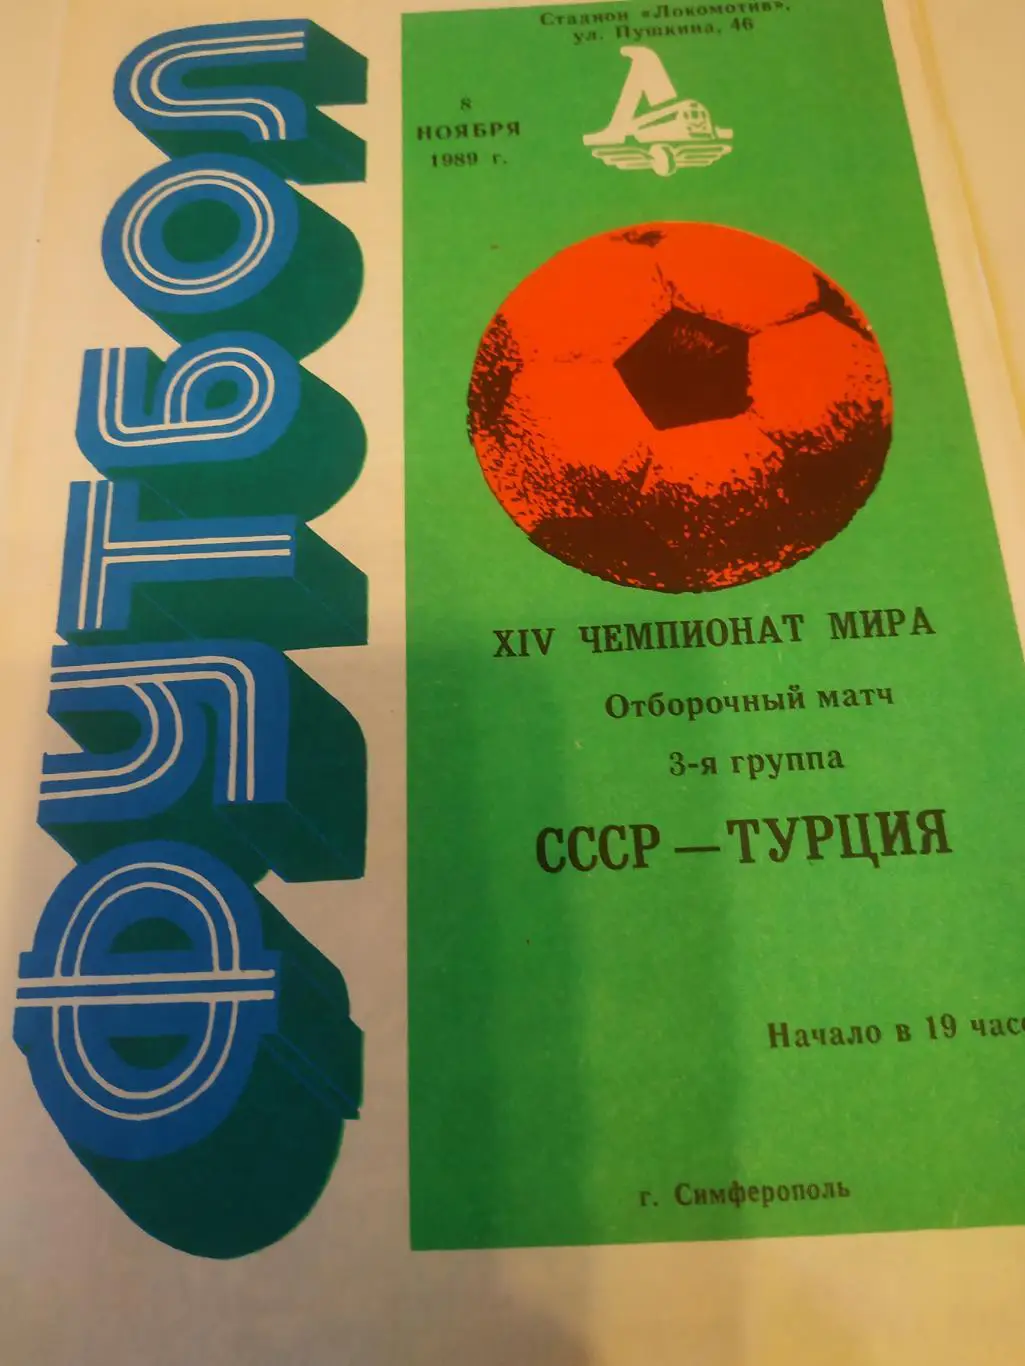 ФУТБОЛ
Стадион «Локомотив».
ул. Пушкина, 46
8
НОЯБРЯ
1989 г.
XIV ЧЕМПИОНАТ МИРА
Отборочный матч
3-я группа
СССР — ТУРЦИЯ
Начало в 19 часо
г. Симферополь